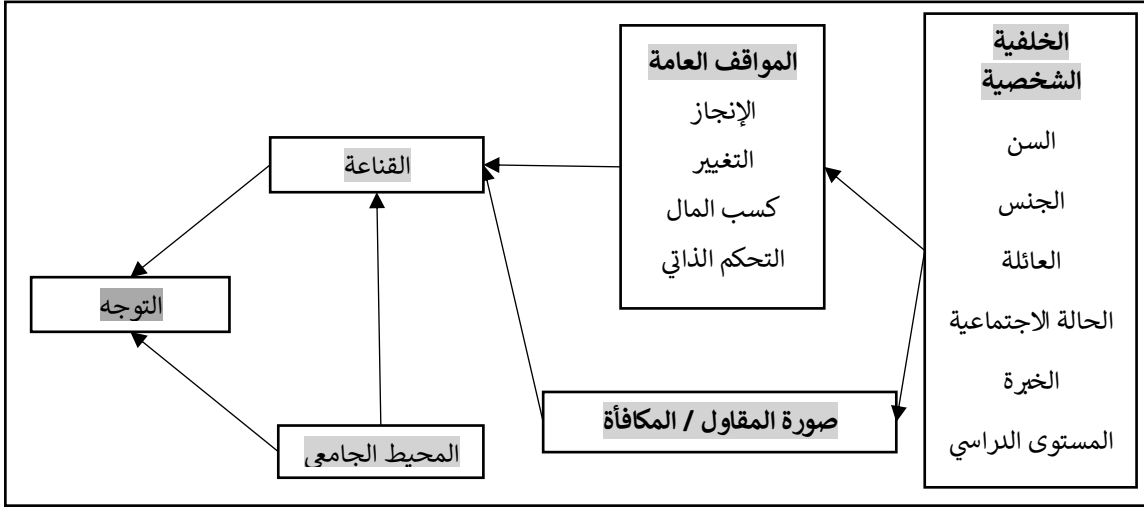 الخلفية
الشخصية
السن
الجنس
العائلة
الحالة الاجتماعية
الخبرة
المستوى الدراسي
المواقف العامة
الإنجاز
التغيير
كسب المال
التحكم الذاتي
صورة المقاول / المكافأة
القناعة
المحيط الجامعي
التوجه